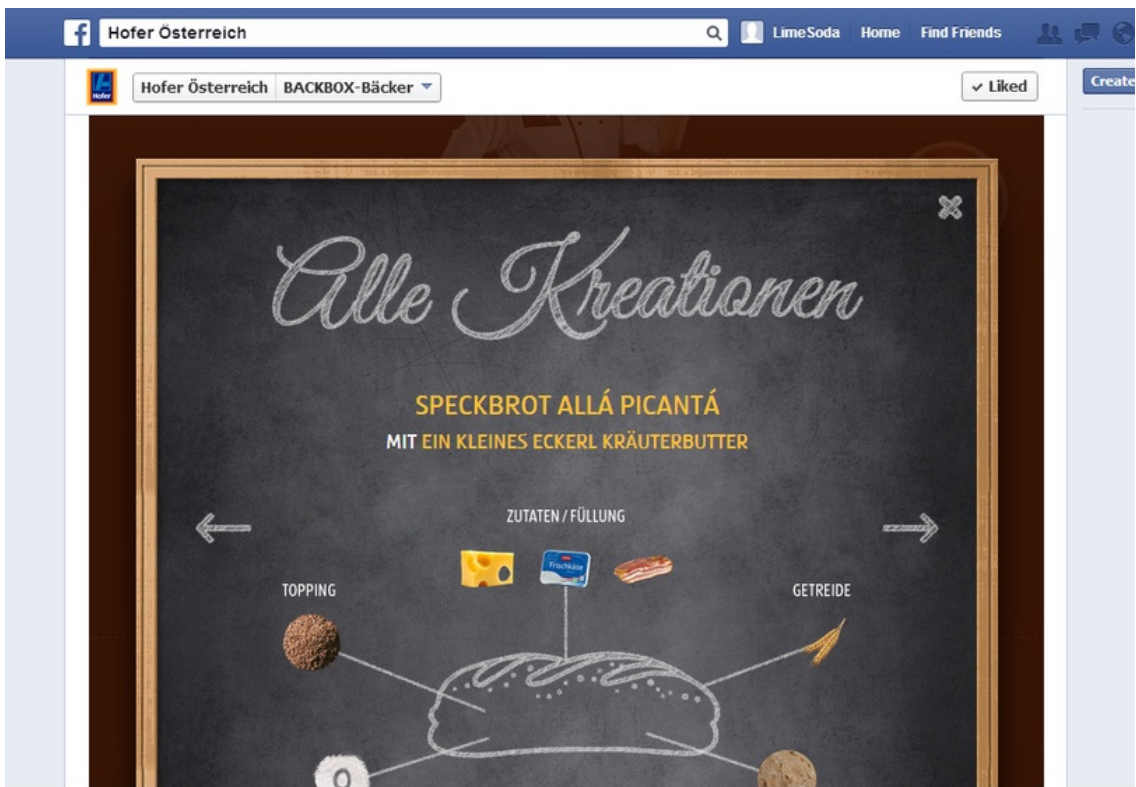 f Hofer Österreich LimeSoda Home Find Friends
Hofer Hofer Österreich BACKBOX-Bäcker Liked Create
Alle Kreationen
SPECKBROT ALLÁ PICANTÁ
MIT EIN KLEINES ECKERL KRÄUTERBUTTER
ZUTATEN / FÜLLUNG
Frischkäse
TOPPING GETREIDE